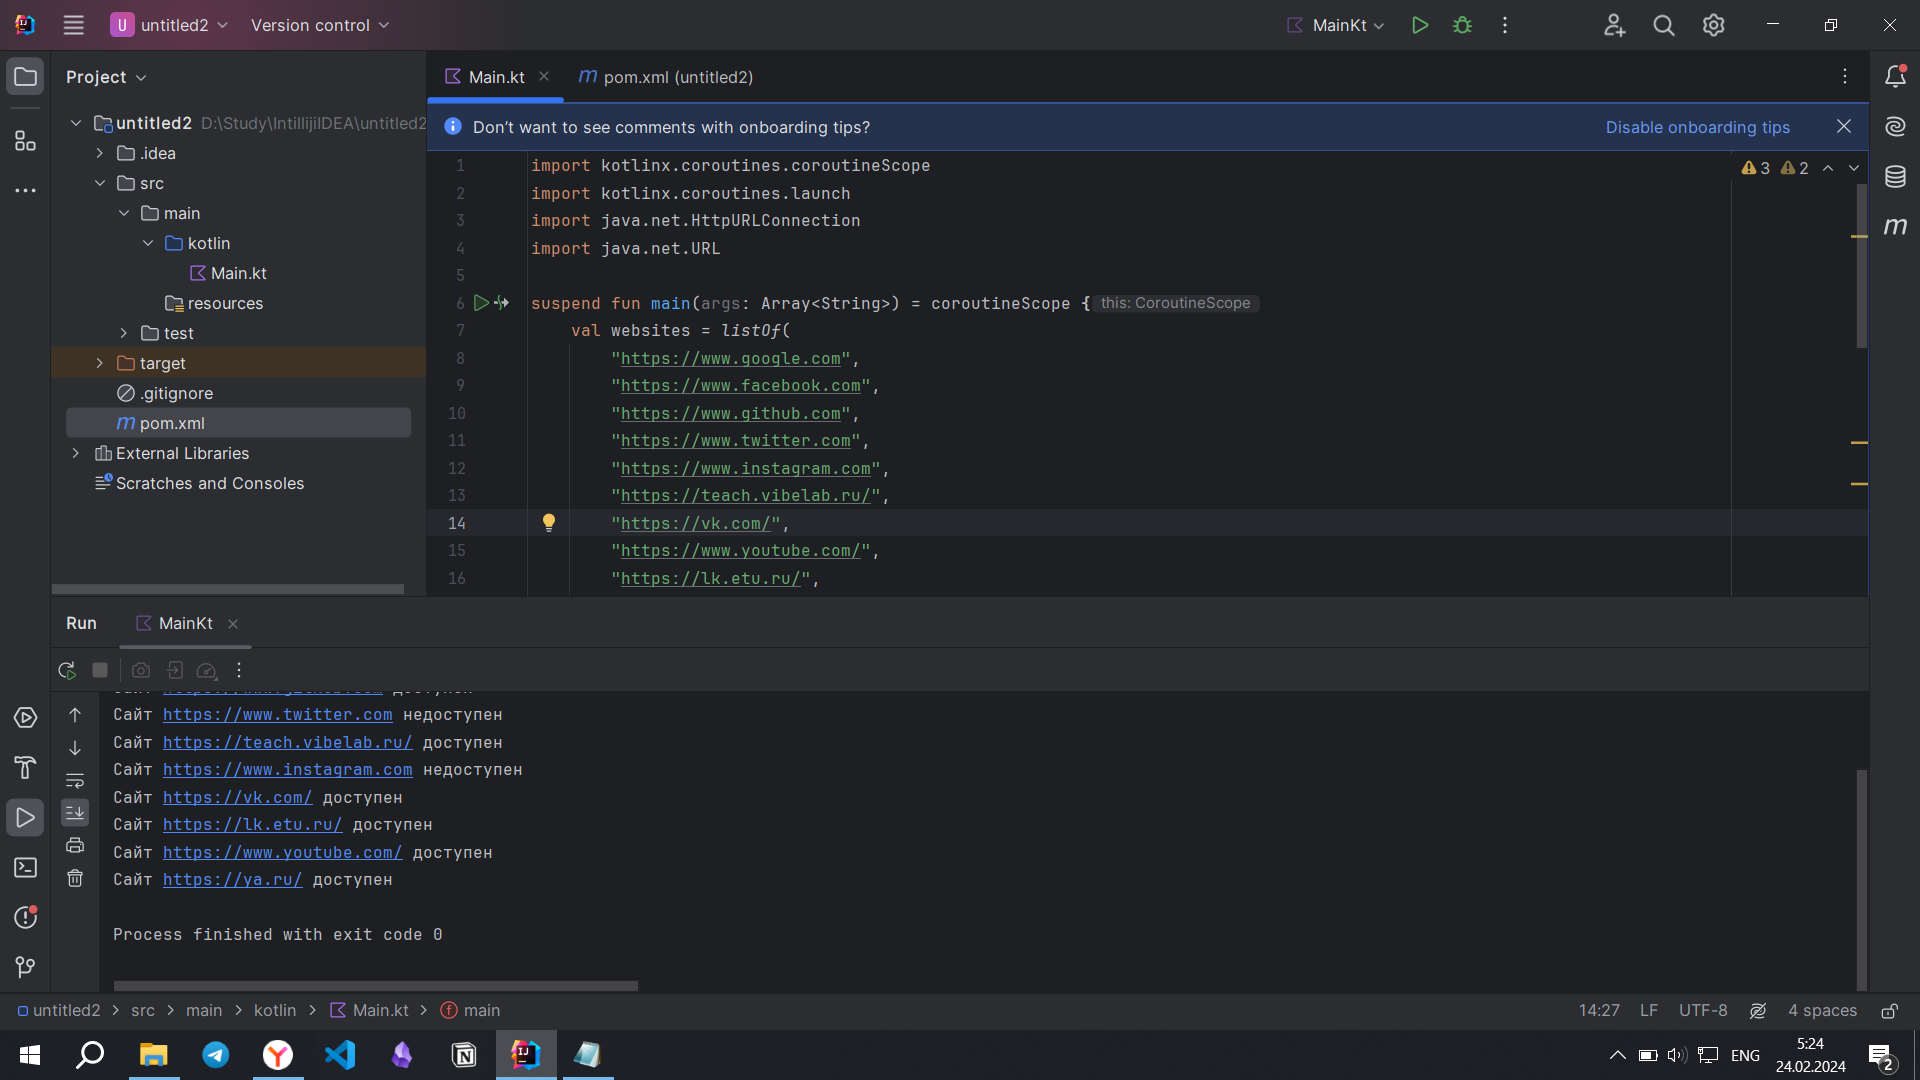 U untitled2 Version control MainKt
Project
Main.kt
pom.xml (untitled2)
Don't want to see comments with onboarding tips? Disable onboarding tips
untitled2 D:\Study\IntillijiIDEA\untitled2
.idea
src
main
kotlin
Main.kt
resources
test
target
.gitignore
pom.xml
External Libraries
Scratches and Consoles
3 2
1 import kotlinx.coroutines.coroutineScope
2 import kotlinx.coroutines.launch
3 import java.net.HttpURLConnection
4 import java.net.URL
5
6 suspend fun main(args: Array<String>) = coroutineScope { this: CoroutineScope
7 val websites = listOf(
8 "https://www.google.com",
9 "https://www.facebook.com",
10 "https://www.github.com",
11 "https://www.twitter.com",
12 "https://www.instagram.com",
13 "https://teach.vibelab.ru/",
14 "https://vk.com/",
15 "https://www.youtube.com/",
16 "https://lk.etu.ru/",
Run MainKt
Сайт https://www.twitter.com недоступен
Сайт https://teach.vibelab.ru/ доступен
Сайт https://www.instagram.com недоступен
Сайт https://vk.com/ доступен
Сайт https://lk.etu.ru/ доступен
Сайт https://www.youtube.com/ доступен
Сайт https://ya.ru/ доступен
Process finished with exit code 0
untitled2 > src > main > kotlin > Main.kt > main
14:27 LF UTF-8 4 spaces
ENG
5:24
24.02.2024
2